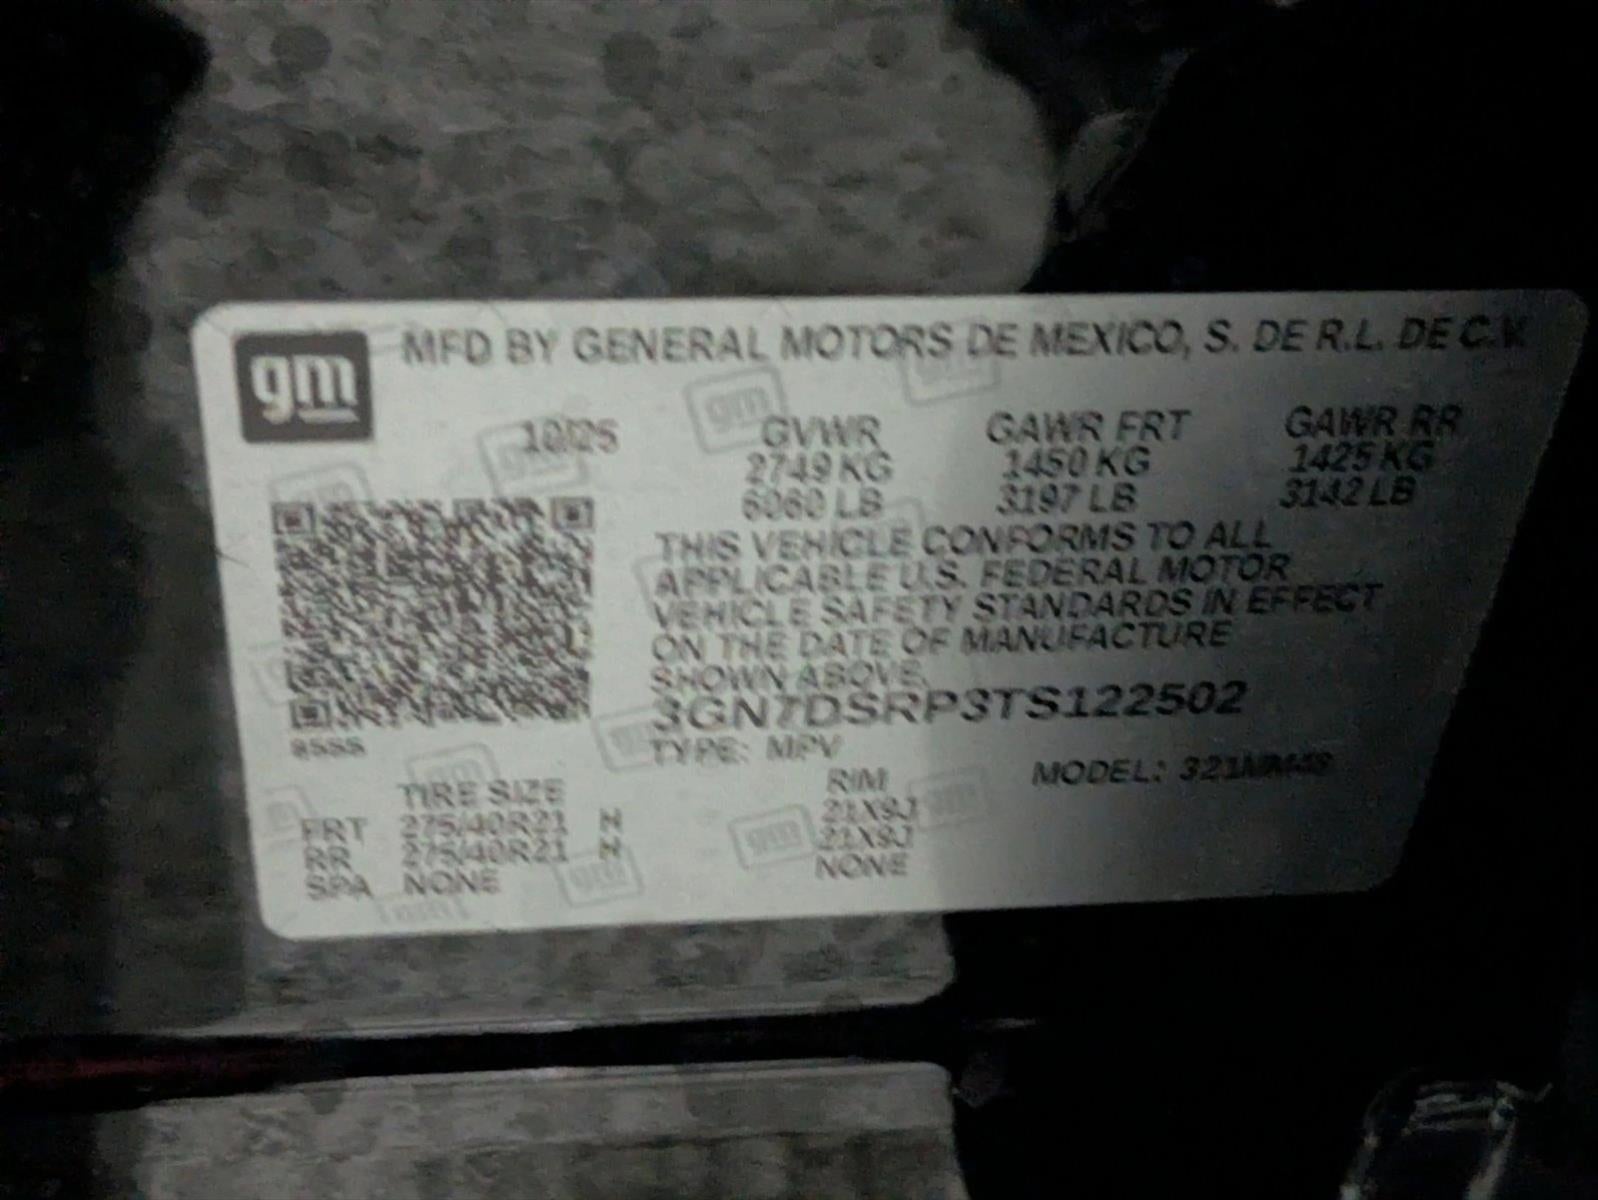 gm
MFD BY GENERAL MOTORS DE MEXICO, S. DE R.L. DE C.V.
10/25 GVWR GAWR FRT GAWR RR
2749 KG 1450 KG 1425 KG
6060 LB 3197 LB 3142 LB
THIS VEHICLE CONFORMS TO ALL
APPLICABLE U.S. FEDERAL MOTOR
VEHICLE SAFETY STANDARDS IN EFFECT
ON THE DATE OF MANUFACTURE
SHOWN ABOVE.
3GN7DSRP3TS122502
TYPE: MPV
MODEL:
TIRE SIZE RIM
FRT 275/40R21 H 21X9J
RR 275/40R21 H 21X9J
SPA NONE NONE